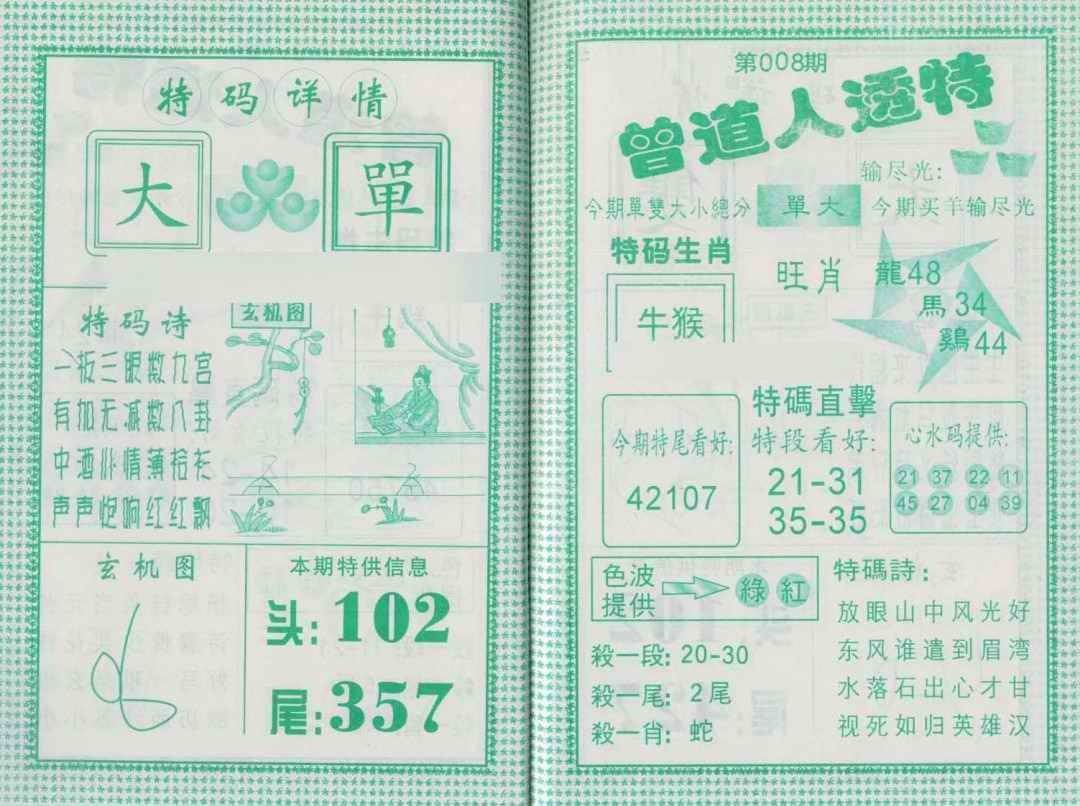 特码详情
大 單
特码诗
一板三眼数九宫
有加无减数八卦
中酒什情薄拾衫
声声炮响红红飘
玄机图
玄机图
本期特供信息
头:102
尾:357
第008期
曾道人透特
输尽光:
今期單雙大小總分 單大 今期买羊输尽光
特码生肖
牛猴
旺肖
龍48
馬34
鷄44
今期特尾看好:
42107
特碼直擊
特段看好:
21-31
35-35
心水码提供:
21 37 22 11
45 27 04 39
色波
提供
綠 紅
殺一段: 20-30
殺一尾: 2尾
殺一肖: 蛇
特碼詩:
放眼山中风光好
东风谁遣到眉湾
水落石出心才甘
视死如归英雄汉